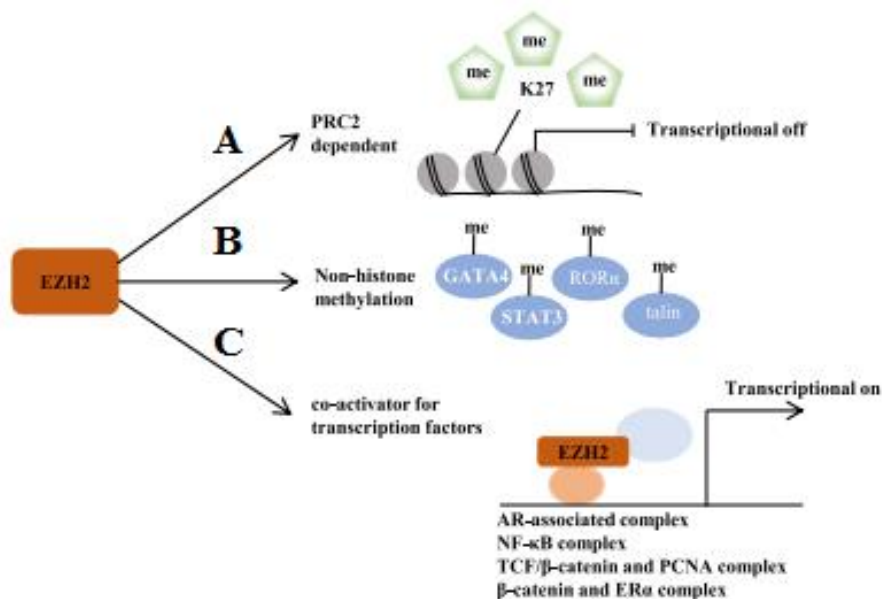 me
me
me
K27
A
PRC2
dependent
Transcriptional off
B
EZH2
Non-histone
methylation
me
GATA4
me
STAT3
me
RORα
me
talin
C
co-activator for
transcription factors
Transcriptional on
EZH2
AR-associated complex
NF-κB complex
TCF/β-catenin and PCNA complex
β-catenin and ERα complex